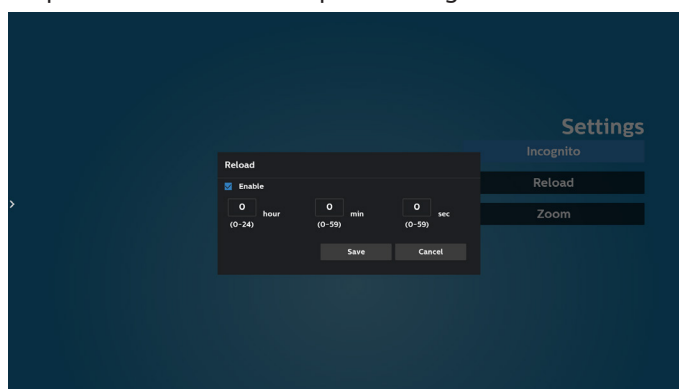 Settings
Incognito
Reload
Zoom
Reload
Enable
0 hour 0 min 0 sec
(0-24) (0-59) (0-59)
Save Cancel